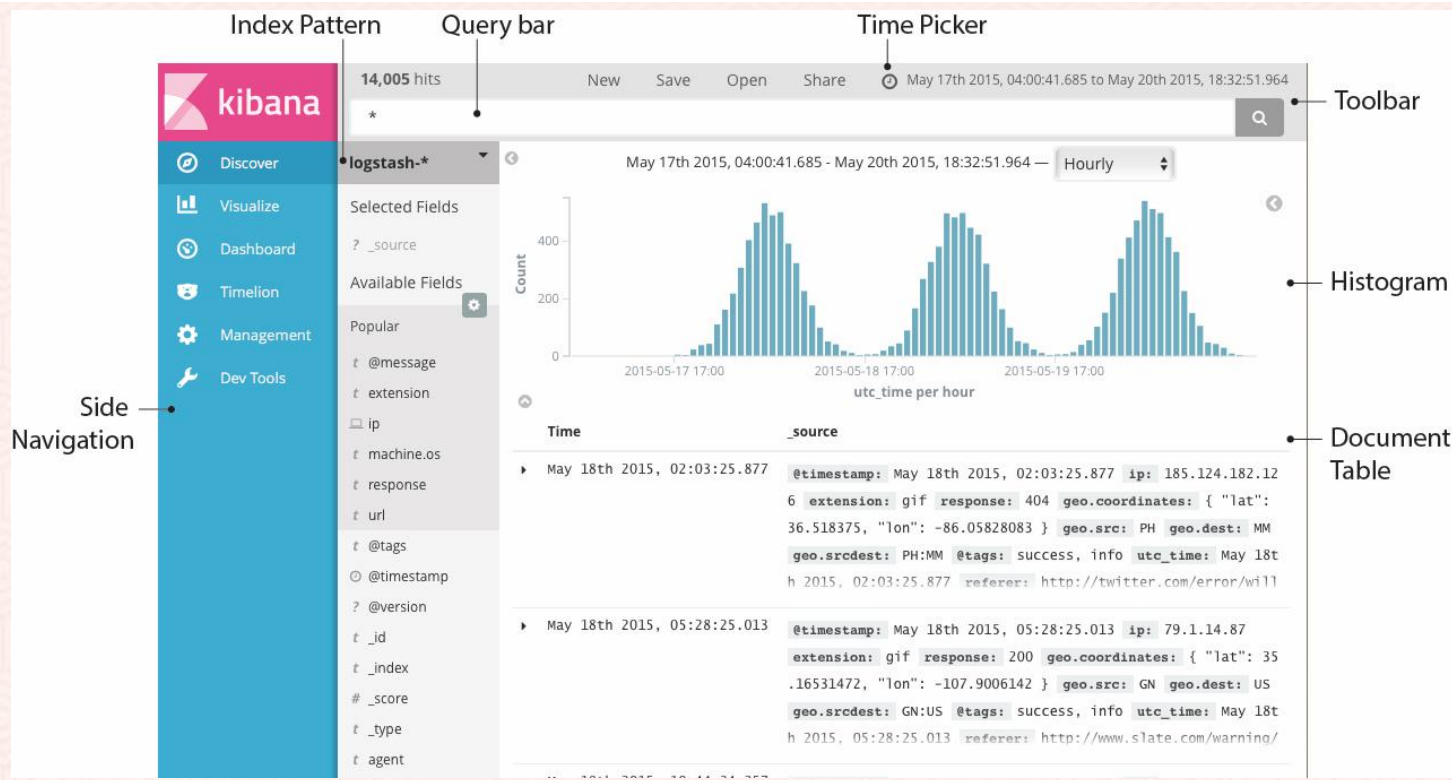 Index Pattern
Query bar
Time Picker
kibana
14,005 hits
New Save Open Share May 17th 2015, 04:00:41.685 to May 20th 2015, 18:32:51.964
Toolbar
*
Discover
Visualize
Dashboard
Timelion
Management
Dev Tools
Side
Navigation
logstash-*
Selected Fields
? _source
Available Fields
Popular
t @message
t extension
ip
t machine.os
t response
t url
t @tags
@timestamp
? @version
t _id
t _index
# _score
t _type
t agent
May 17th 2015, 04:00:41.685 - May 20th 2015, 18:32:51.964 — Hourly
Count
400
200
0
2015-05-17 17:00 2015-05-18 17:00 2015-05-19 17:00
utc_time per hour
Histogram
Time _source
Document
Table
May 18th 2015, 02:03:25.877
@timestamp: May 18th 2015, 02:03:25.877 ip: 185.124.182.12
6 extension: gif response: 404 geo.coordinates: { "lat":
36.518375, "lon": -86.05828083 } geo.src: PH geo.dest: MM
geo.srcdest: PH:MM @tags: success, info utc_time: May 18t
h 2015, 02:03:25.877 referer: http://twitter.com/error/will
May 18th 2015, 05:28:25.013
@timestamp: May 18th 2015, 05:28:25.013 ip: 79.1.14.87
extension: gif response: 200 geo.coordinates: { "lat": 35
.16531472, "lon": -107.9006142 } geo.src: GN geo.dest: US
geo.srcdest: GN:US @tags: success, info utc_time: May 18t
h 2015, 05:28:25.013 referer: http://www.slate.com/warning/